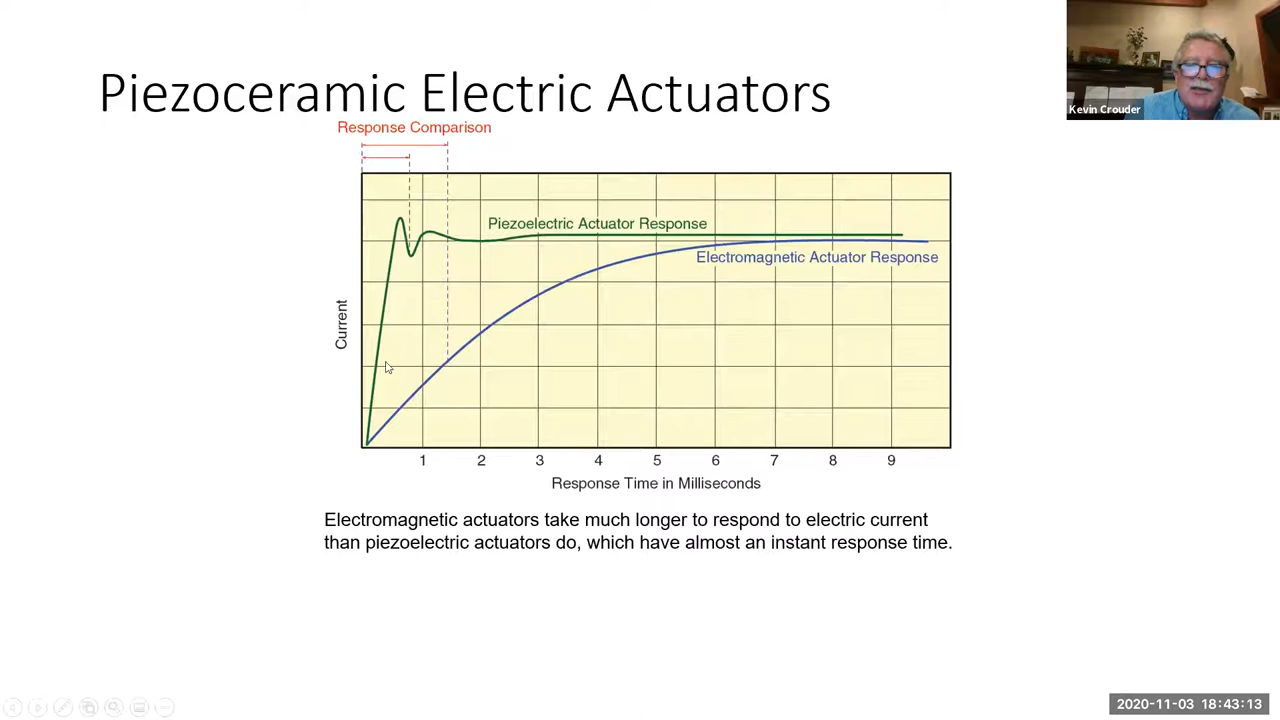 Piezoceramic Electric Actuators
Kevin Crouder
Response Comparison
Piezoelectric Actuator Response
Electromagnetic Actuator Response
Current
1 2 3 4 5 6 7 8 9
Response Time in Milliseconds
Electromagnetic actuators take much longer to respond to electric current
than piezoelectric actuators do, which have almost an instant response time.
2020-11-03 18:43:13